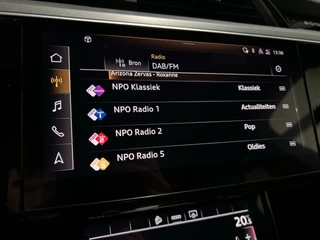 13:36
Radio
Bron DAB/FM
Arizona Zervas - Roxanne
NPO Klassiek Klassiek
NPO Radio 1 Actualiteiten
NPO Radio 2 Pop
NPO Radio 5 Oldies